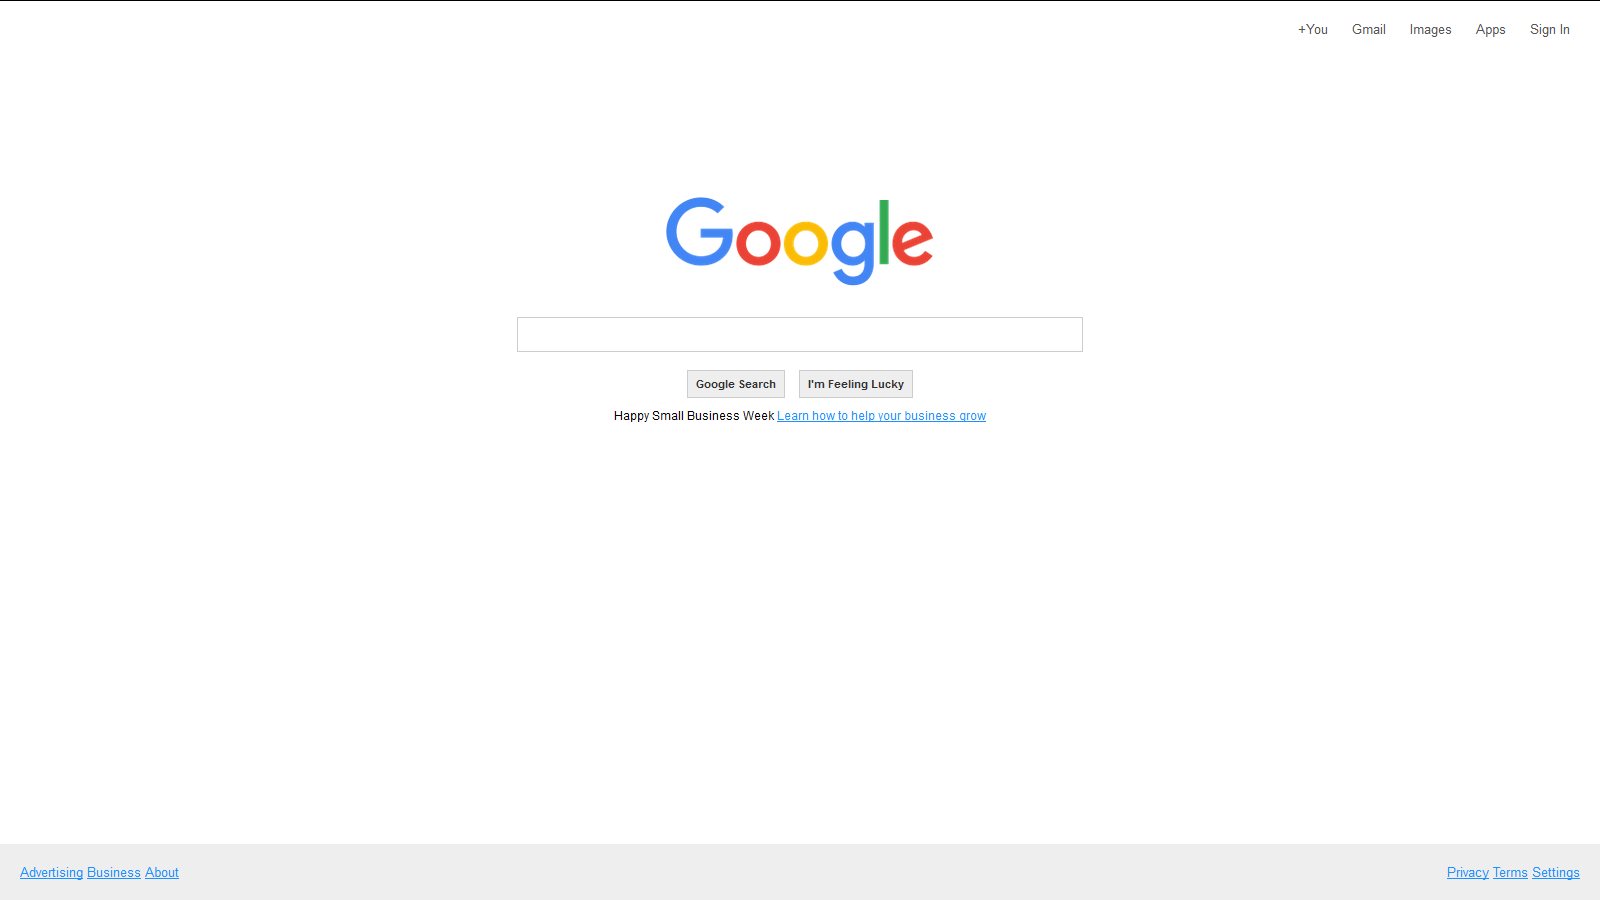 +You Gmail Images Apps Sign In
Google
Google Search I'm Feeling Lucky
Happy Small Business Week Learn how to help your business grow
Advertising Business About Privacy Terms Settings